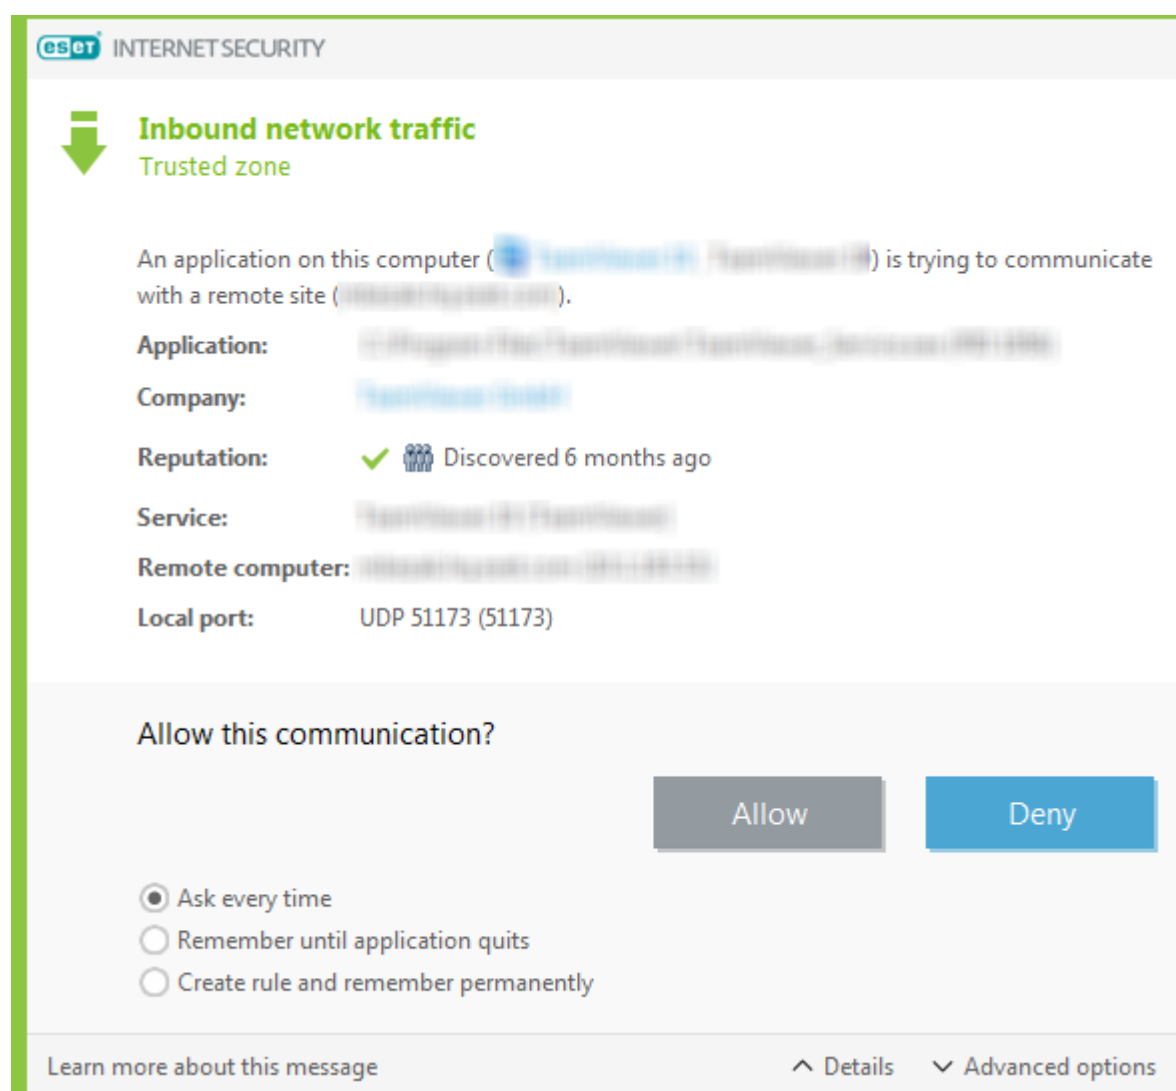 eset INTERNET SECURITY
Inbound network traffic
Trusted zone
An application on this computer ( ) is trying to communicate
with a remote site ( ).
Application:
Company:
Reputation: Discovered 6 months ago
Service:
Remote computer:
Local port: UDP 51173 (51173)
Allow this communication?
Allow Deny
Ask every time
Remember until application quits
Create rule and remember permanently
Learn more about this message Details Advanced options